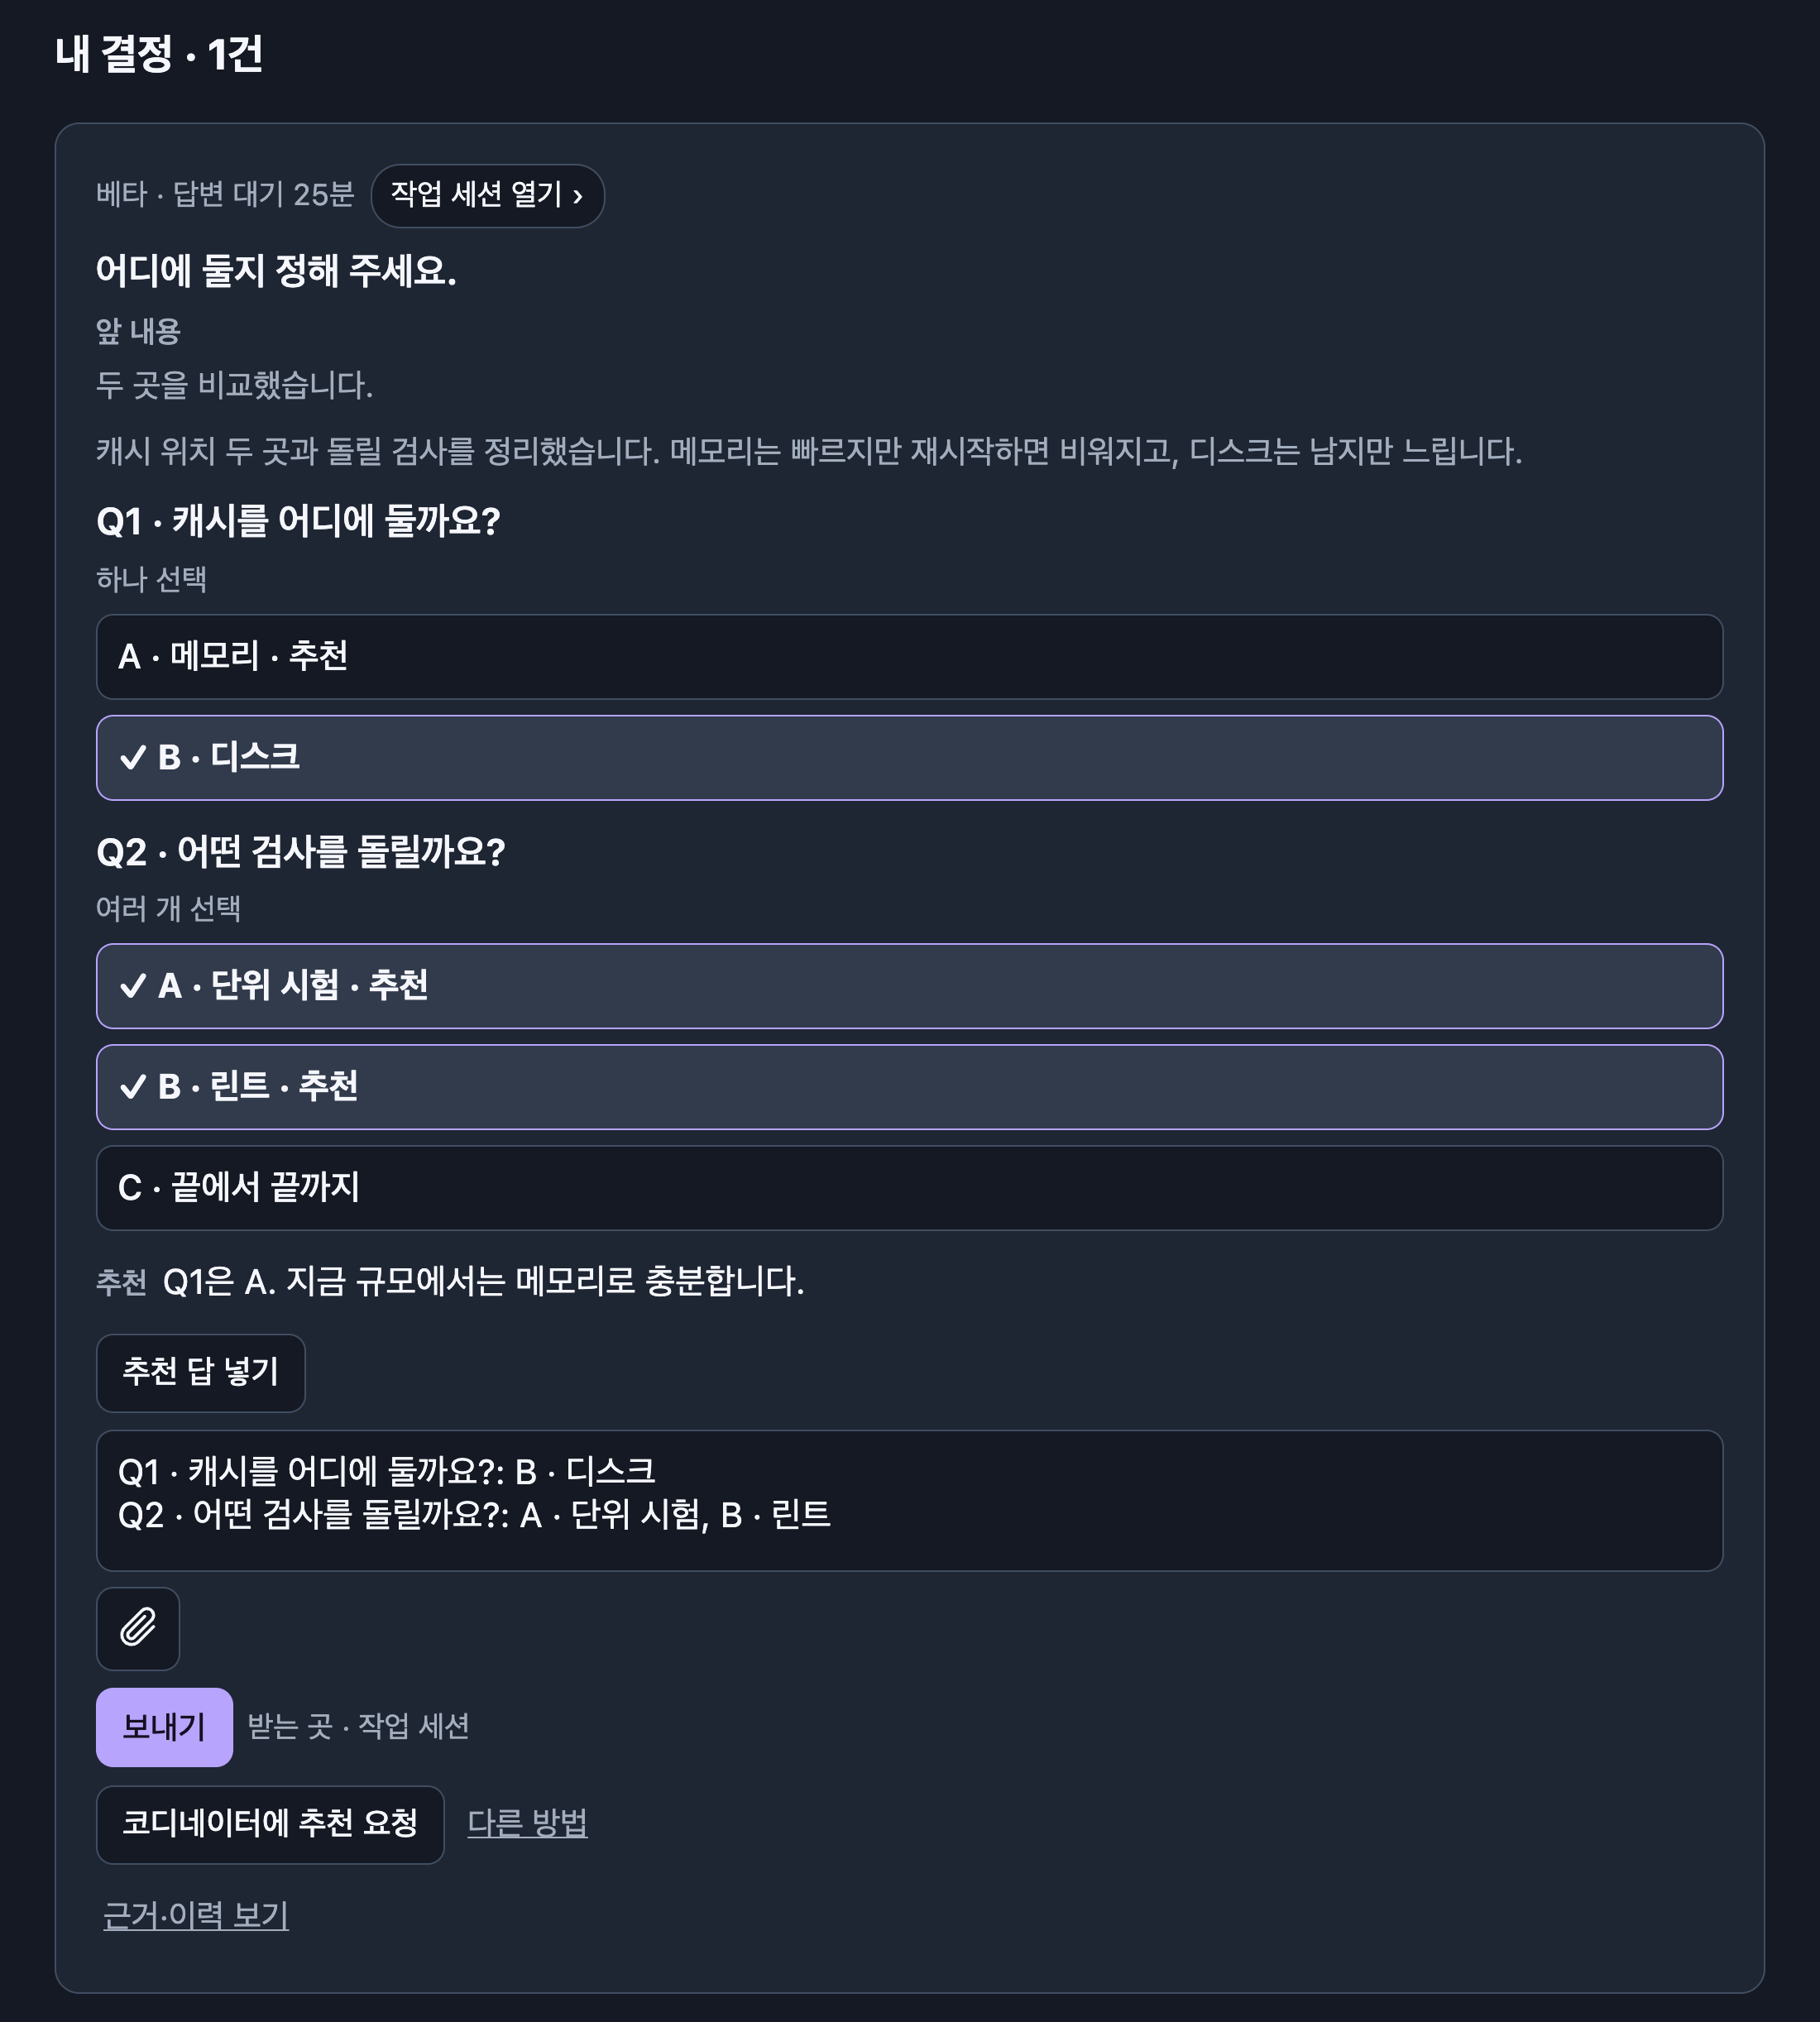 내 결정 · 1건
베타 · 답변 대기 25분 작업 세션 열기 ›
어디에 둘지 정해 주세요.
앞 내용
두 곳을 비교했습니다.
캐시 위치 두 곳과 돌릴 검사를 정리했습니다. 메모리는 빠르지만 재시작하면 비워지고, 디스크는 남지만 느립니다.
Q1 · 캐시를 어디에 둘까요?
하나 선택
A · 메모리 · 추천
✓ B · 디스크
Q2 · 어떤 검사를 돌릴까요?
여러 개 선택
✓ A · 단위 시험 · 추천
✓ B · 린트 · 추천
C · 끝에서 끝까지
추천 Q1은 A. 지금 규모에서는 메모리로 충분합니다.
추천 답 넣기
Q1 · 캐시를 어디에 둘까요?: B · 디스크
Q2 · 어떤 검사를 돌릴까요?: A · 단위 시험, B · 린트
보내기 받는 곳 · 작업 세션
코디네이터에 추천 요청 다른 방법
근거·이력 보기